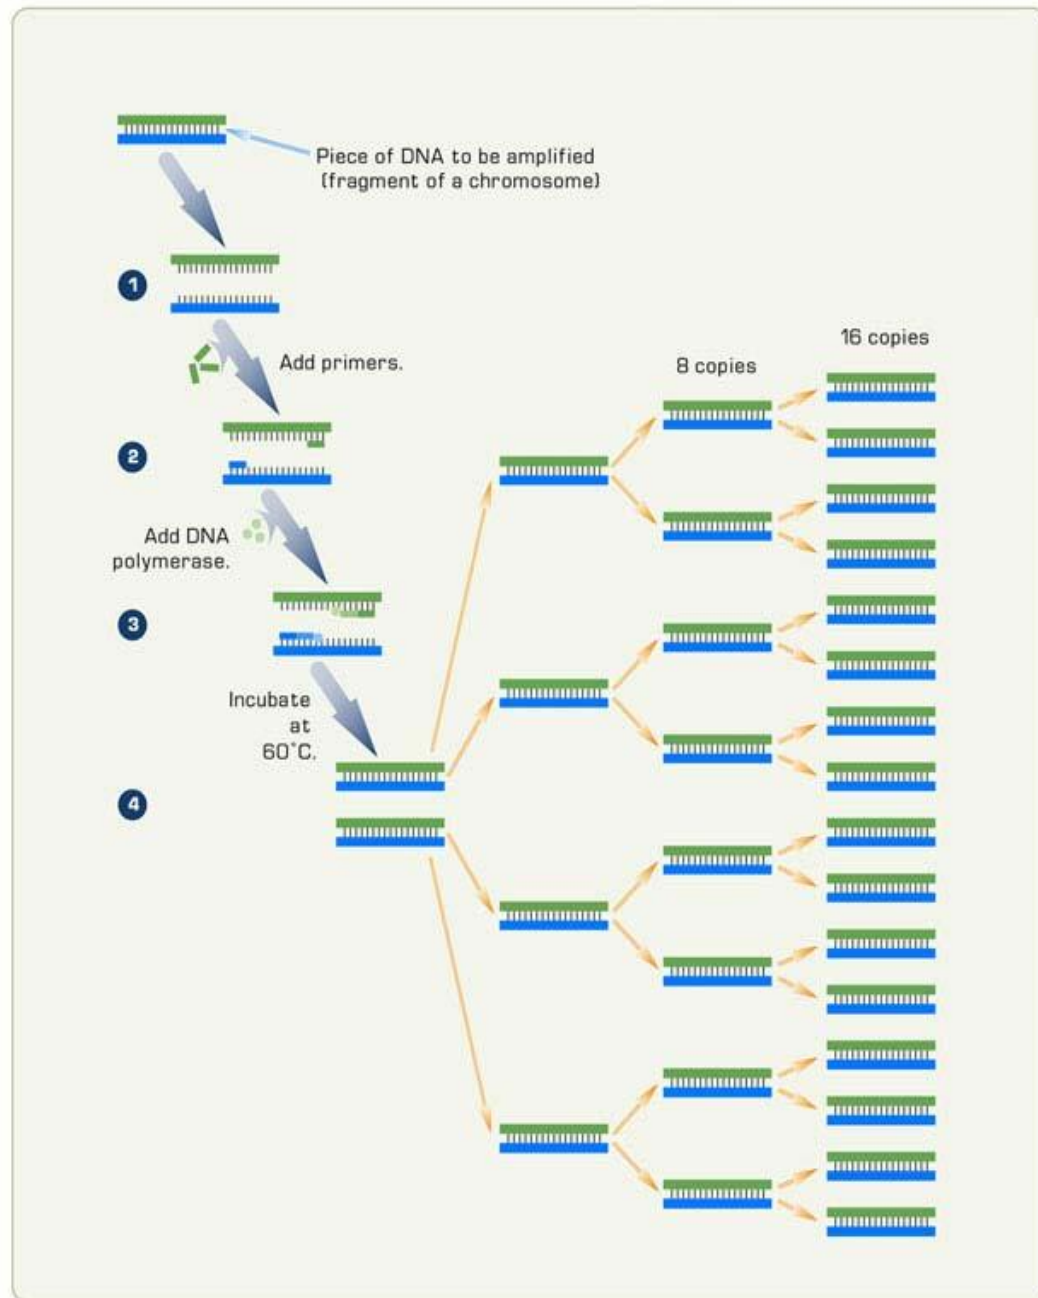 Piece of DNA to be amplified
(fragment of a chromosome)
1
Add primers.
2
Add DNA
polymerase.
3
Incubate
at
60°C.
4
8 copies
16 copies